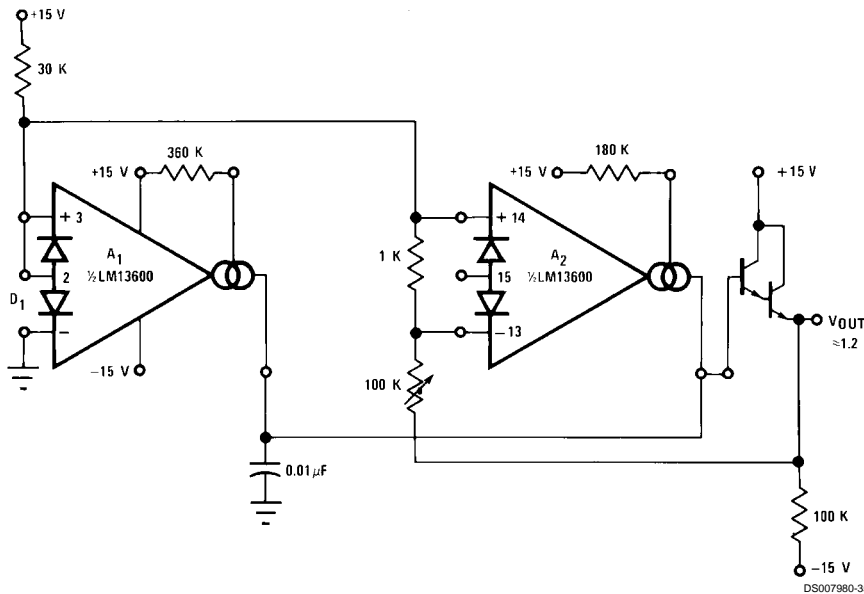 +15 V
30 K
+15 V
360 K
+ 3
A1
½LM13600
2
D1
–
−15 V
0.01 μF
1 K
100 K
+15 V
180 K
+ 14
A2
15
½LM13600
− 13
+15 V
VOUT
≈1.2
100 K
−15 V
DS007980-3